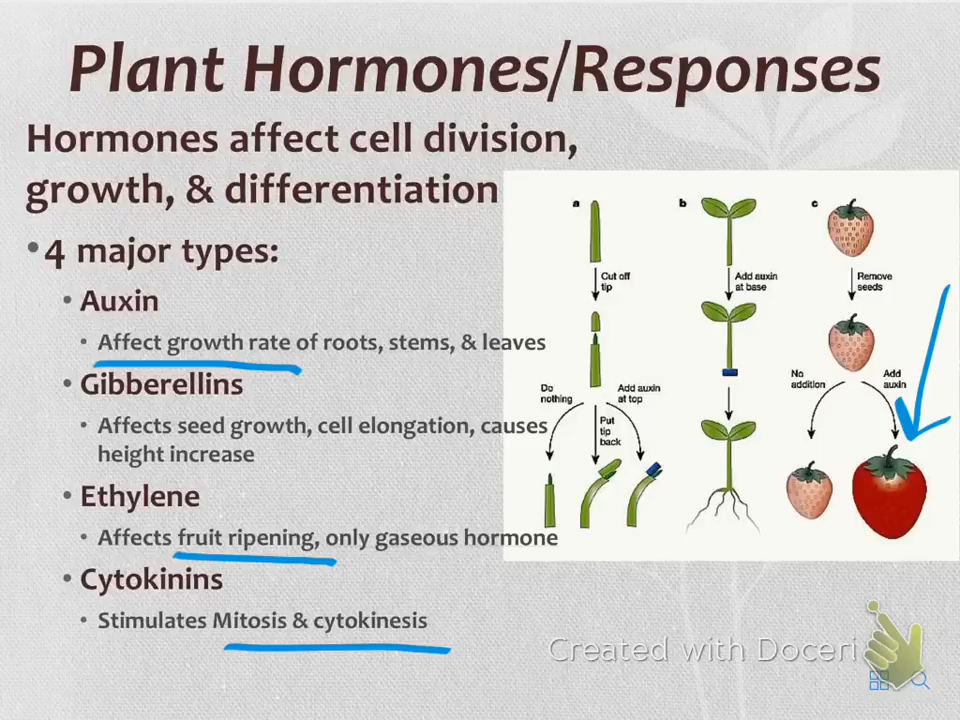 Plant Hormones/Responses
Hormones affect cell division,
growth, & differentiation
•4 major types:
• Auxin
• Affect growth rate of roots, stems, & leaves
• Gibberellins
• Affects seed growth, cell elongation, causes
height increase
• Ethylene
• Affects fruit ripening, only gaseous hormone
• Cytokinins
• Stimulates Mitosis & cytokinesis
a
Cut off
tip
Do
nothing
Add auxin
at top
Put
tip
back
b
Add auxin
at base
c
Remove
seeds
No
addition
Add
auxin
Created with Doceri